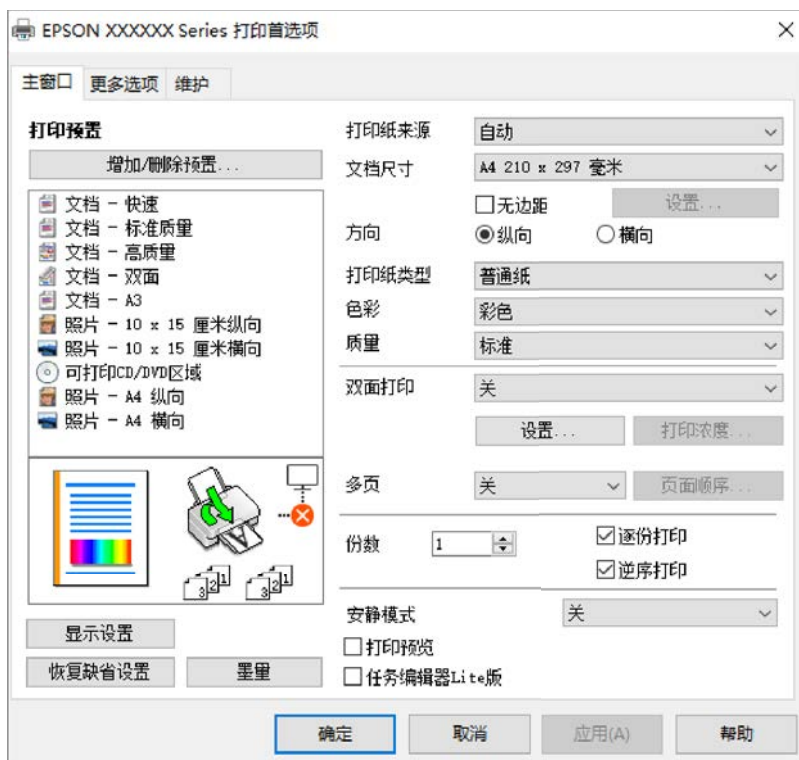 EPSON XXXXXX Series 打印首选项
主窗口 更多选项 维护
打印预置
增加/删除预置...
文档 - 快速
文档 - 标准质量
文档 - 高质量
文档 - 双面
文档 - A3
照片 - 10 x 15 厘米纵向
照片 - 10 x 15 厘米横向
可打印CD/DVD区域
照片 - A4 纵向
照片 - A4 横向
3 2 1 3 2 1
显示设置
恢复缺省设置 墨量
打印纸来源 自动
文档尺寸 A4 210 x 297 毫米
无边距 设置...
方向 纵向 横向
打印纸类型 普通纸
色彩 彩色
质量 标准
双面打印 关
设置... 打印浓度...
多页 关 页面顺序...
份数 1 逐份打印
逆序打印
安静模式 关
打印预览
任务编辑器Lite版
确定 取消 应用(A) 帮助